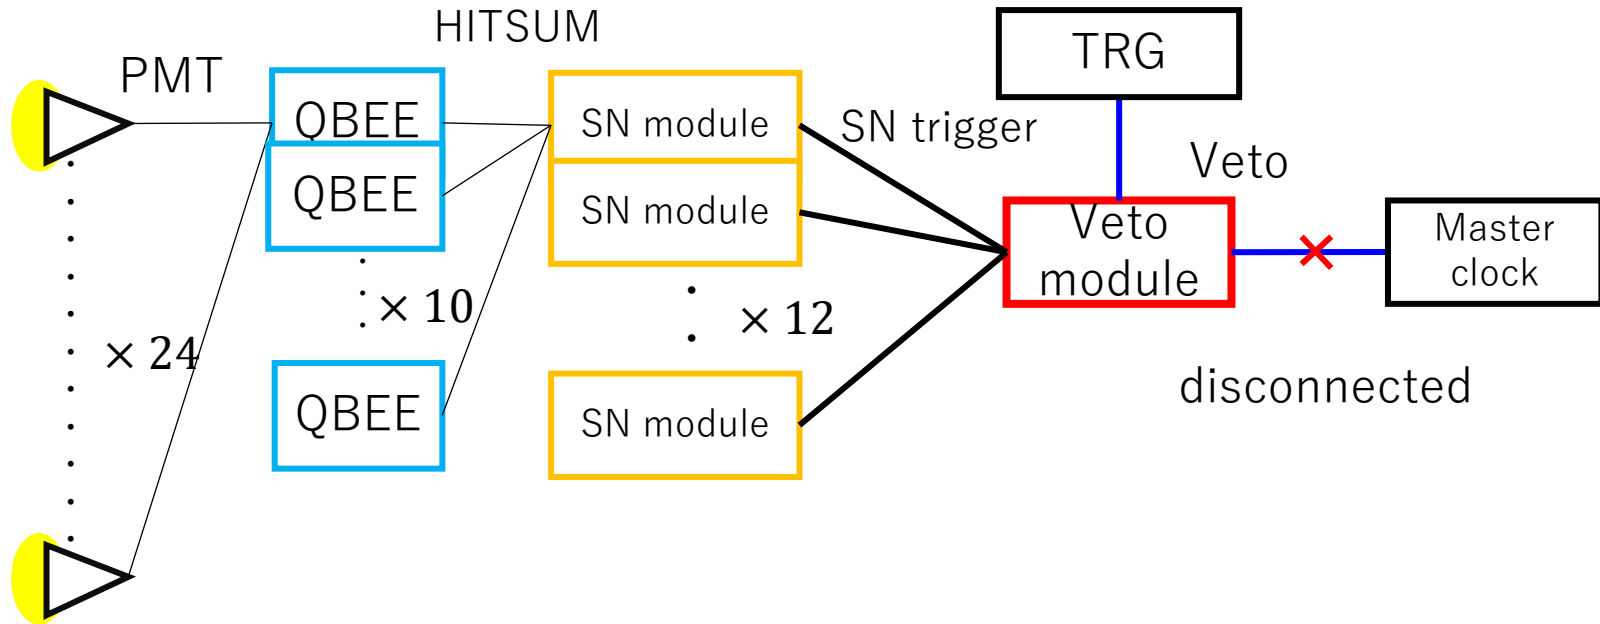 HITSUM
TRG
PMT
QBEE
SN module
SN trigger
Veto
QBEE
SN module
Veto
module
Master
clock
× 10
× 12
× 24
disconnected
QBEE
SN module